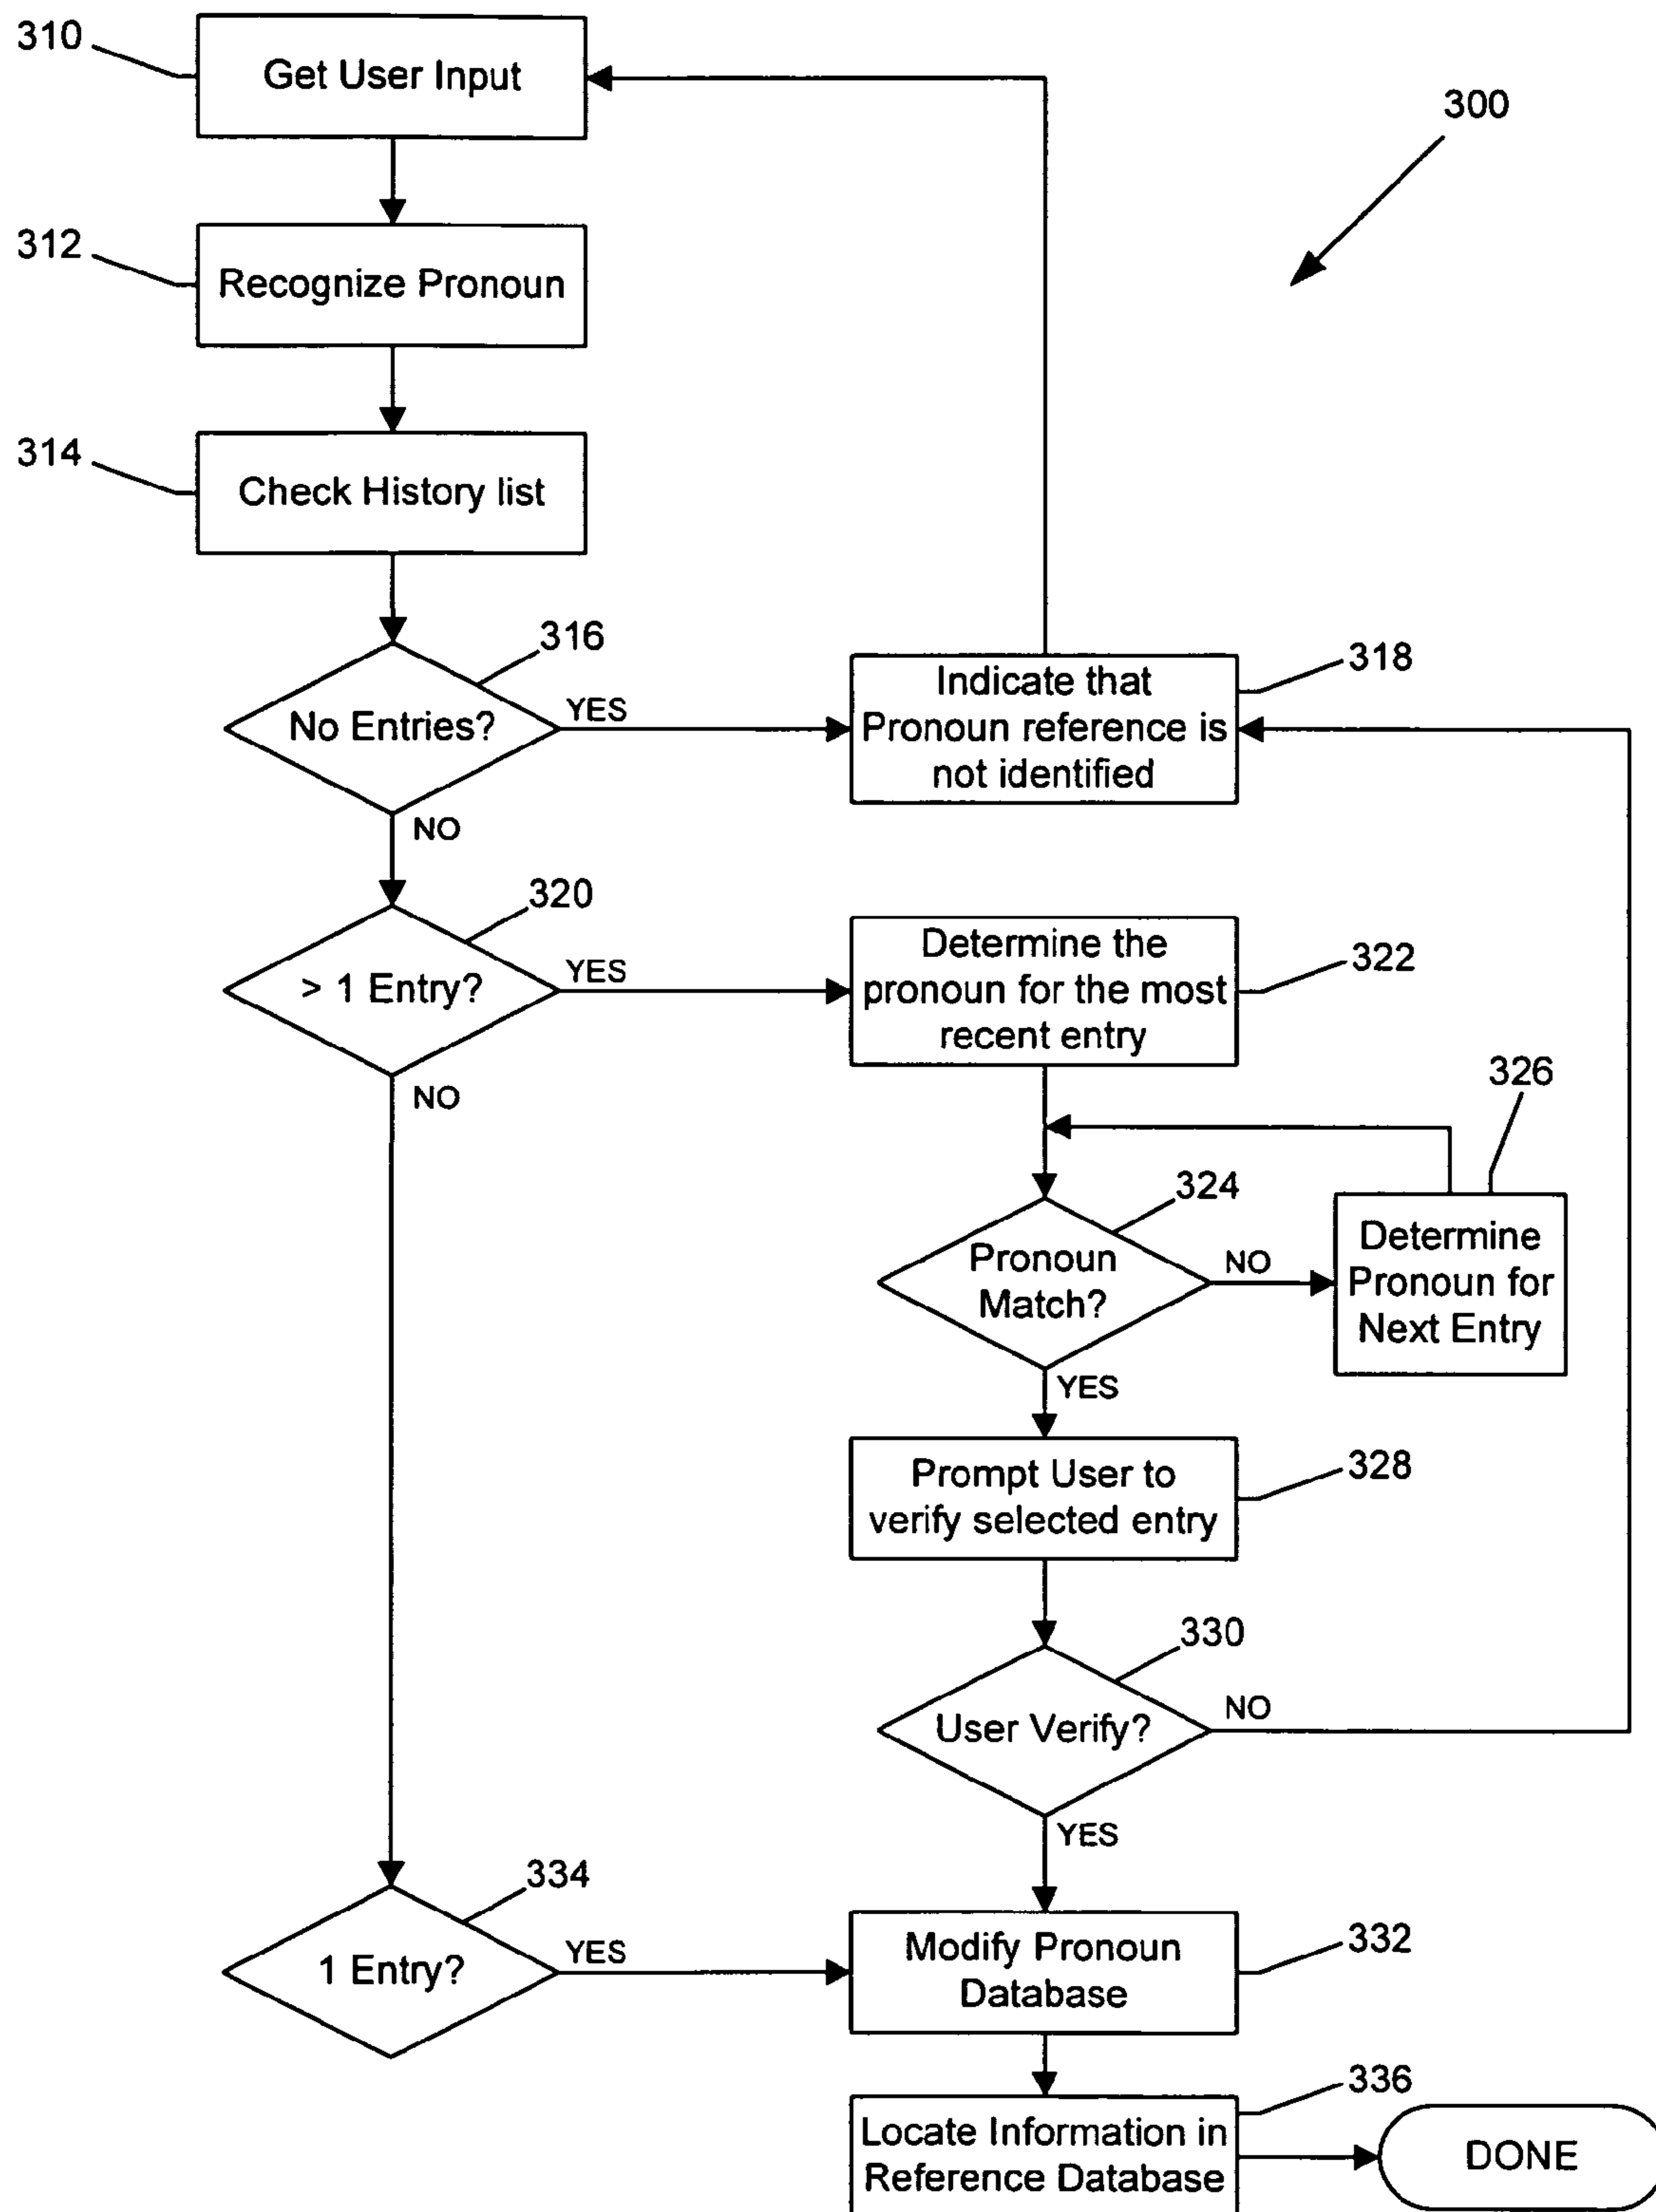 310
Get User Input
300
312
Recognize Pronoun
314
Check History list
316
No Entries?
YES
NO
Indicate that
Pronoun reference is
not identified
318
320
> 1 Entry?
YES
NO
Determine the
pronoun for the most
recent entry
322
326
324
Pronoun
Match?
NO
YES
Determine
Pronoun for
Next Entry
Prompt User to
verify selected entry
328
330
User Verify?
NO
YES
334
1 Entry?
YES
Modify Pronoun
Database
332
336
Locate Information in
Reference Database
DONE